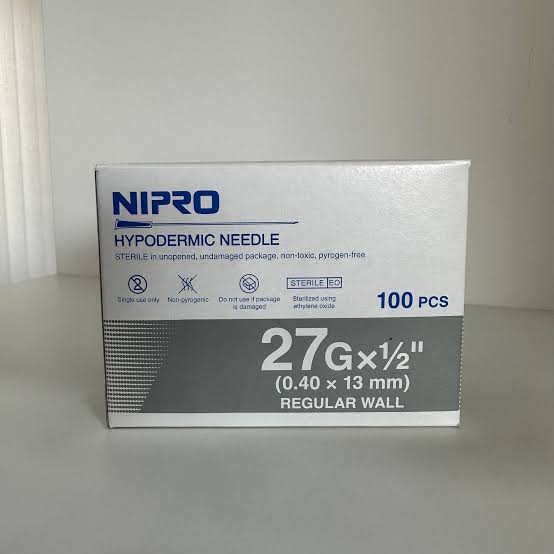 NIPRO
HYPODERMIC NEEDLE
STERILE in unopened, undamaged package, non-toxic, pyrogen-free
STERILE EO
2
Single use only
Non-pyrogenic
Do not use if package
is damaged
Sterilized using
ethylene oxide
100 PCS
27G×1/2"
(0.40 × 13 mm)
REGULAR WALL